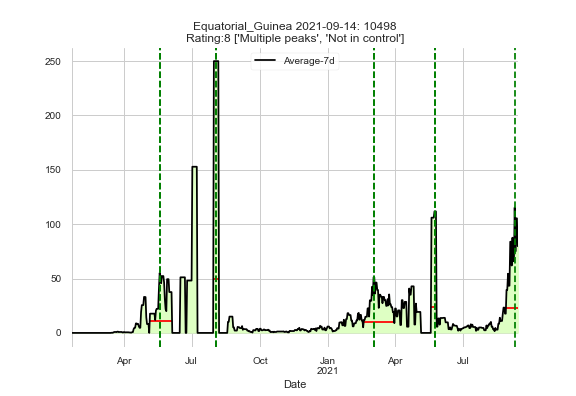 Equatorial_Guinea 2021-09-14: 10498
Rating:8 ['Multiple peaks', 'Not in control']
Average-7d
250
200
150
100
50
0
Apr
Jul
Oct
Jan
2021
Apr
Jul
Date